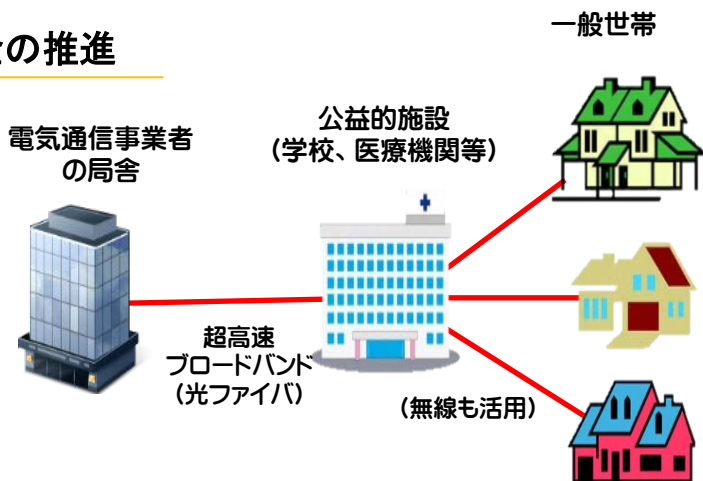 の推進
一般世帯
公益的施設
(学校、医療機関等)
電気通信事業者
の局舎
超高速
ブロードバンド
(光ファイバ)
(無線も活用)